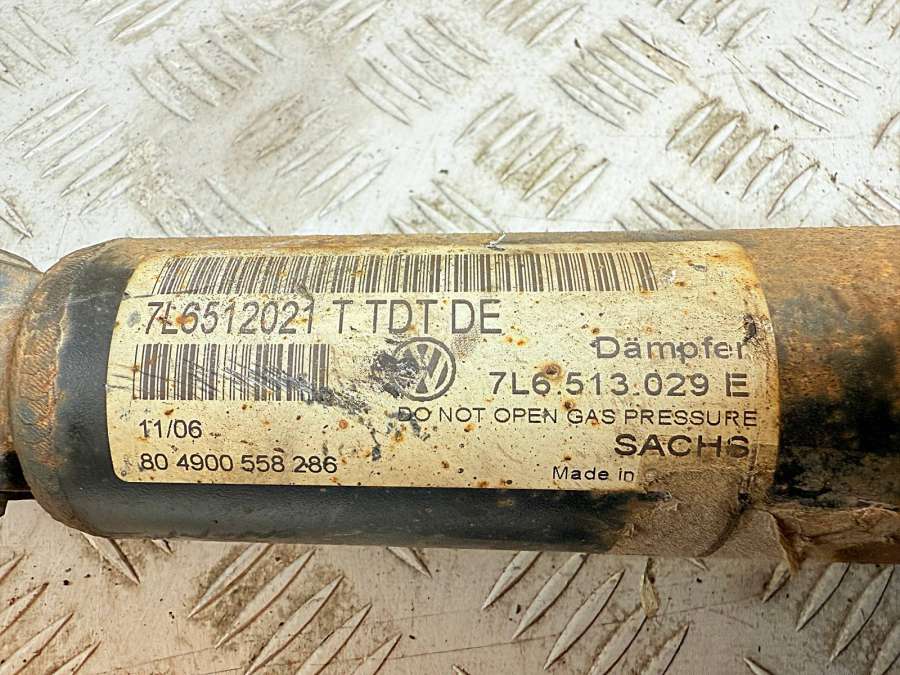 7L6512021 T TDT DE
Dämpfer
7L6.513.029 E
DO NOT OPEN GAS PRESSURE
11/06
SACHS
80 4900 558 286
Made in